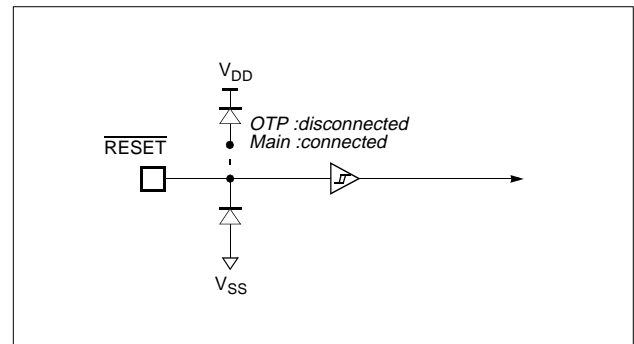 VDD
OTP :disconnected
Main :connected
RESET
VSS